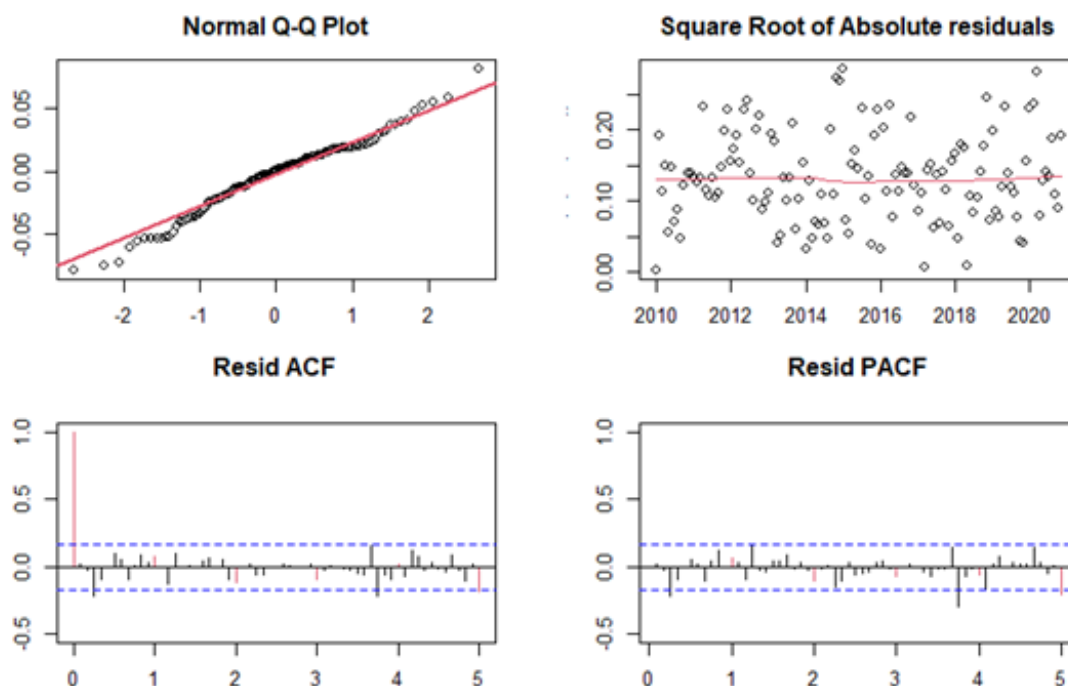 Normal Q-Q Plot
0.05
0.00
-0.05
-2 -1 0 1 2
Square Root of Absolute residuals
0.20
0.10
0.00
2010 2012 2014 2016 2018 2020
Resid ACF
1.0
0.5
0.0
-0.5
0 1 2 3 4 5
Resid PACF
1.0
0.5
0.0
-0.5
0 1 2 3 4 5